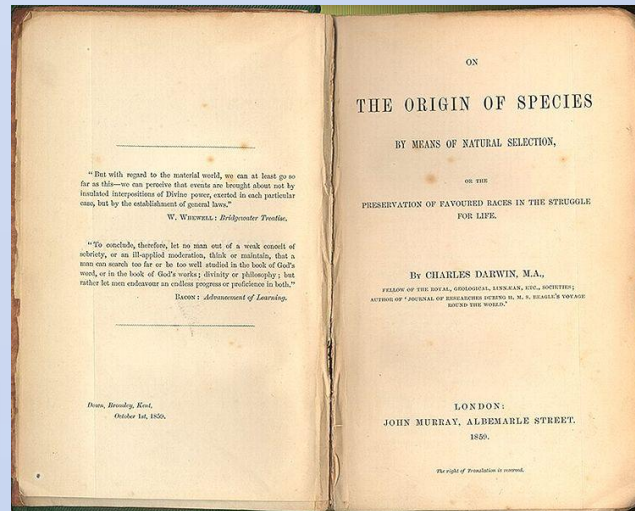 "But with regard to the material world, we can at least go so
far as this—we can perceive that events are brought about not by
insulated interpositions of Divine power, exerted in each particular
case, but by the establishment of general laws."
W. WHEWELL: Bridgewater Treatise.
"To conclude, therefore, let no man out of a weak conceit of
sobriety, or an ill-applied moderation, think or maintain, that a
man can search too far or be too well studied in the book of God's
word, or in the book of God's works; divinity or philosophy; but
rather let men endeavour an endless progress or proficience in both."
BACON: Advancement of Learning.
Down, Bromley, Kent,
October 1st, 1859.
ON
THE ORIGIN OF SPECIES
BY MEANS OF NATURAL SELECTION,
OR THE
PRESERVATION OF FAVOURED RACES IN THE STRUGGLE
FOR LIFE.
BY CHARLES DARWIN, M.A.,
FELLOW OF THE ROYAL, GEOLOGICAL, LINNÆAN, ETC., SOCIETIES;
AUTHOR OF 'JOURNAL OF RESEARCHES DURING H. M. S. BEAGLE'S VOYAGE
ROUND THE WORLD.'
LONDON:
JOHN MURRAY, ALBEMARLE STREET.
1859.
The right of Translation is reserved.